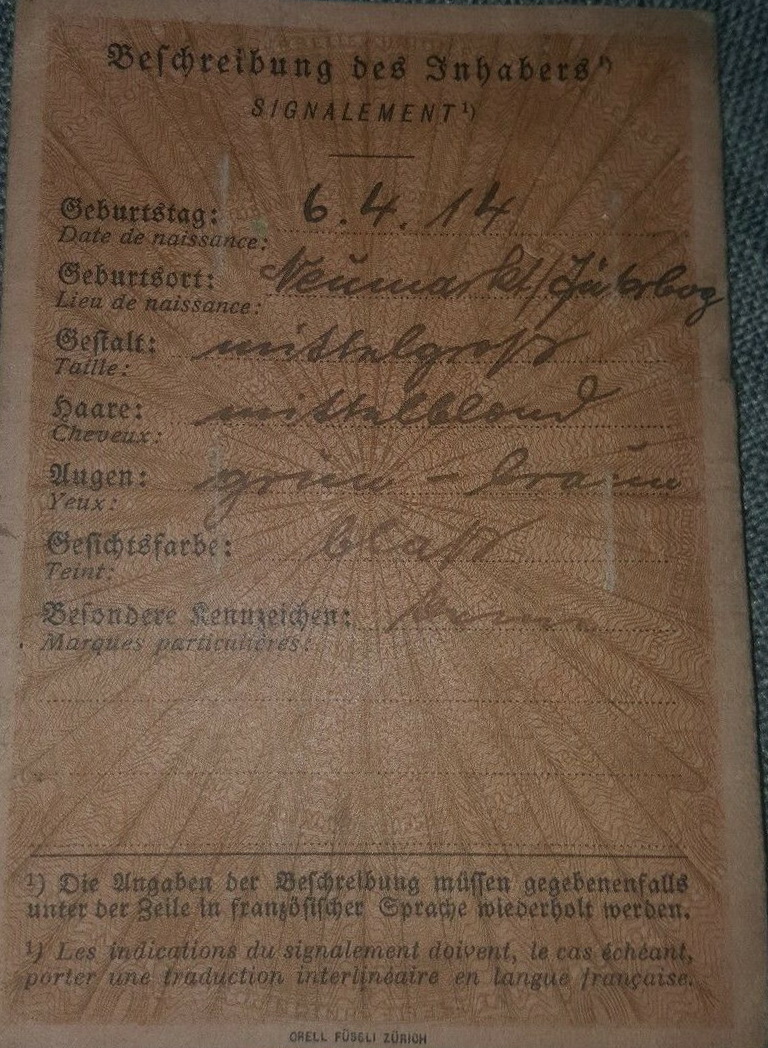 Beschreibung des Inhabers¹)
SIGNALEMENT¹)
Geburtstag: 6.4.14
Date de naissance:
Geburtsort: Neumarkt/Jüterbog
Lieu de naissance:
Gestalt: mittelgroß
Taille:
Haare: mittelblond
Cheveux:
Augen: grün - braun
Yeux:
Gesichtsfarbe: blaß
Teint:
Besondere Kennzeichen:
Marques particulières:
¹) Die Angaben der Beschreibung müssen gegebenenfalls
unter der Zeile in französischer Sprache wiederholt werden.
¹) Les indications du signalement doivent, le cas échéant,
porter une traduction interlinéaire en langue française.
ORELL FÜSSLI ZÜRICH